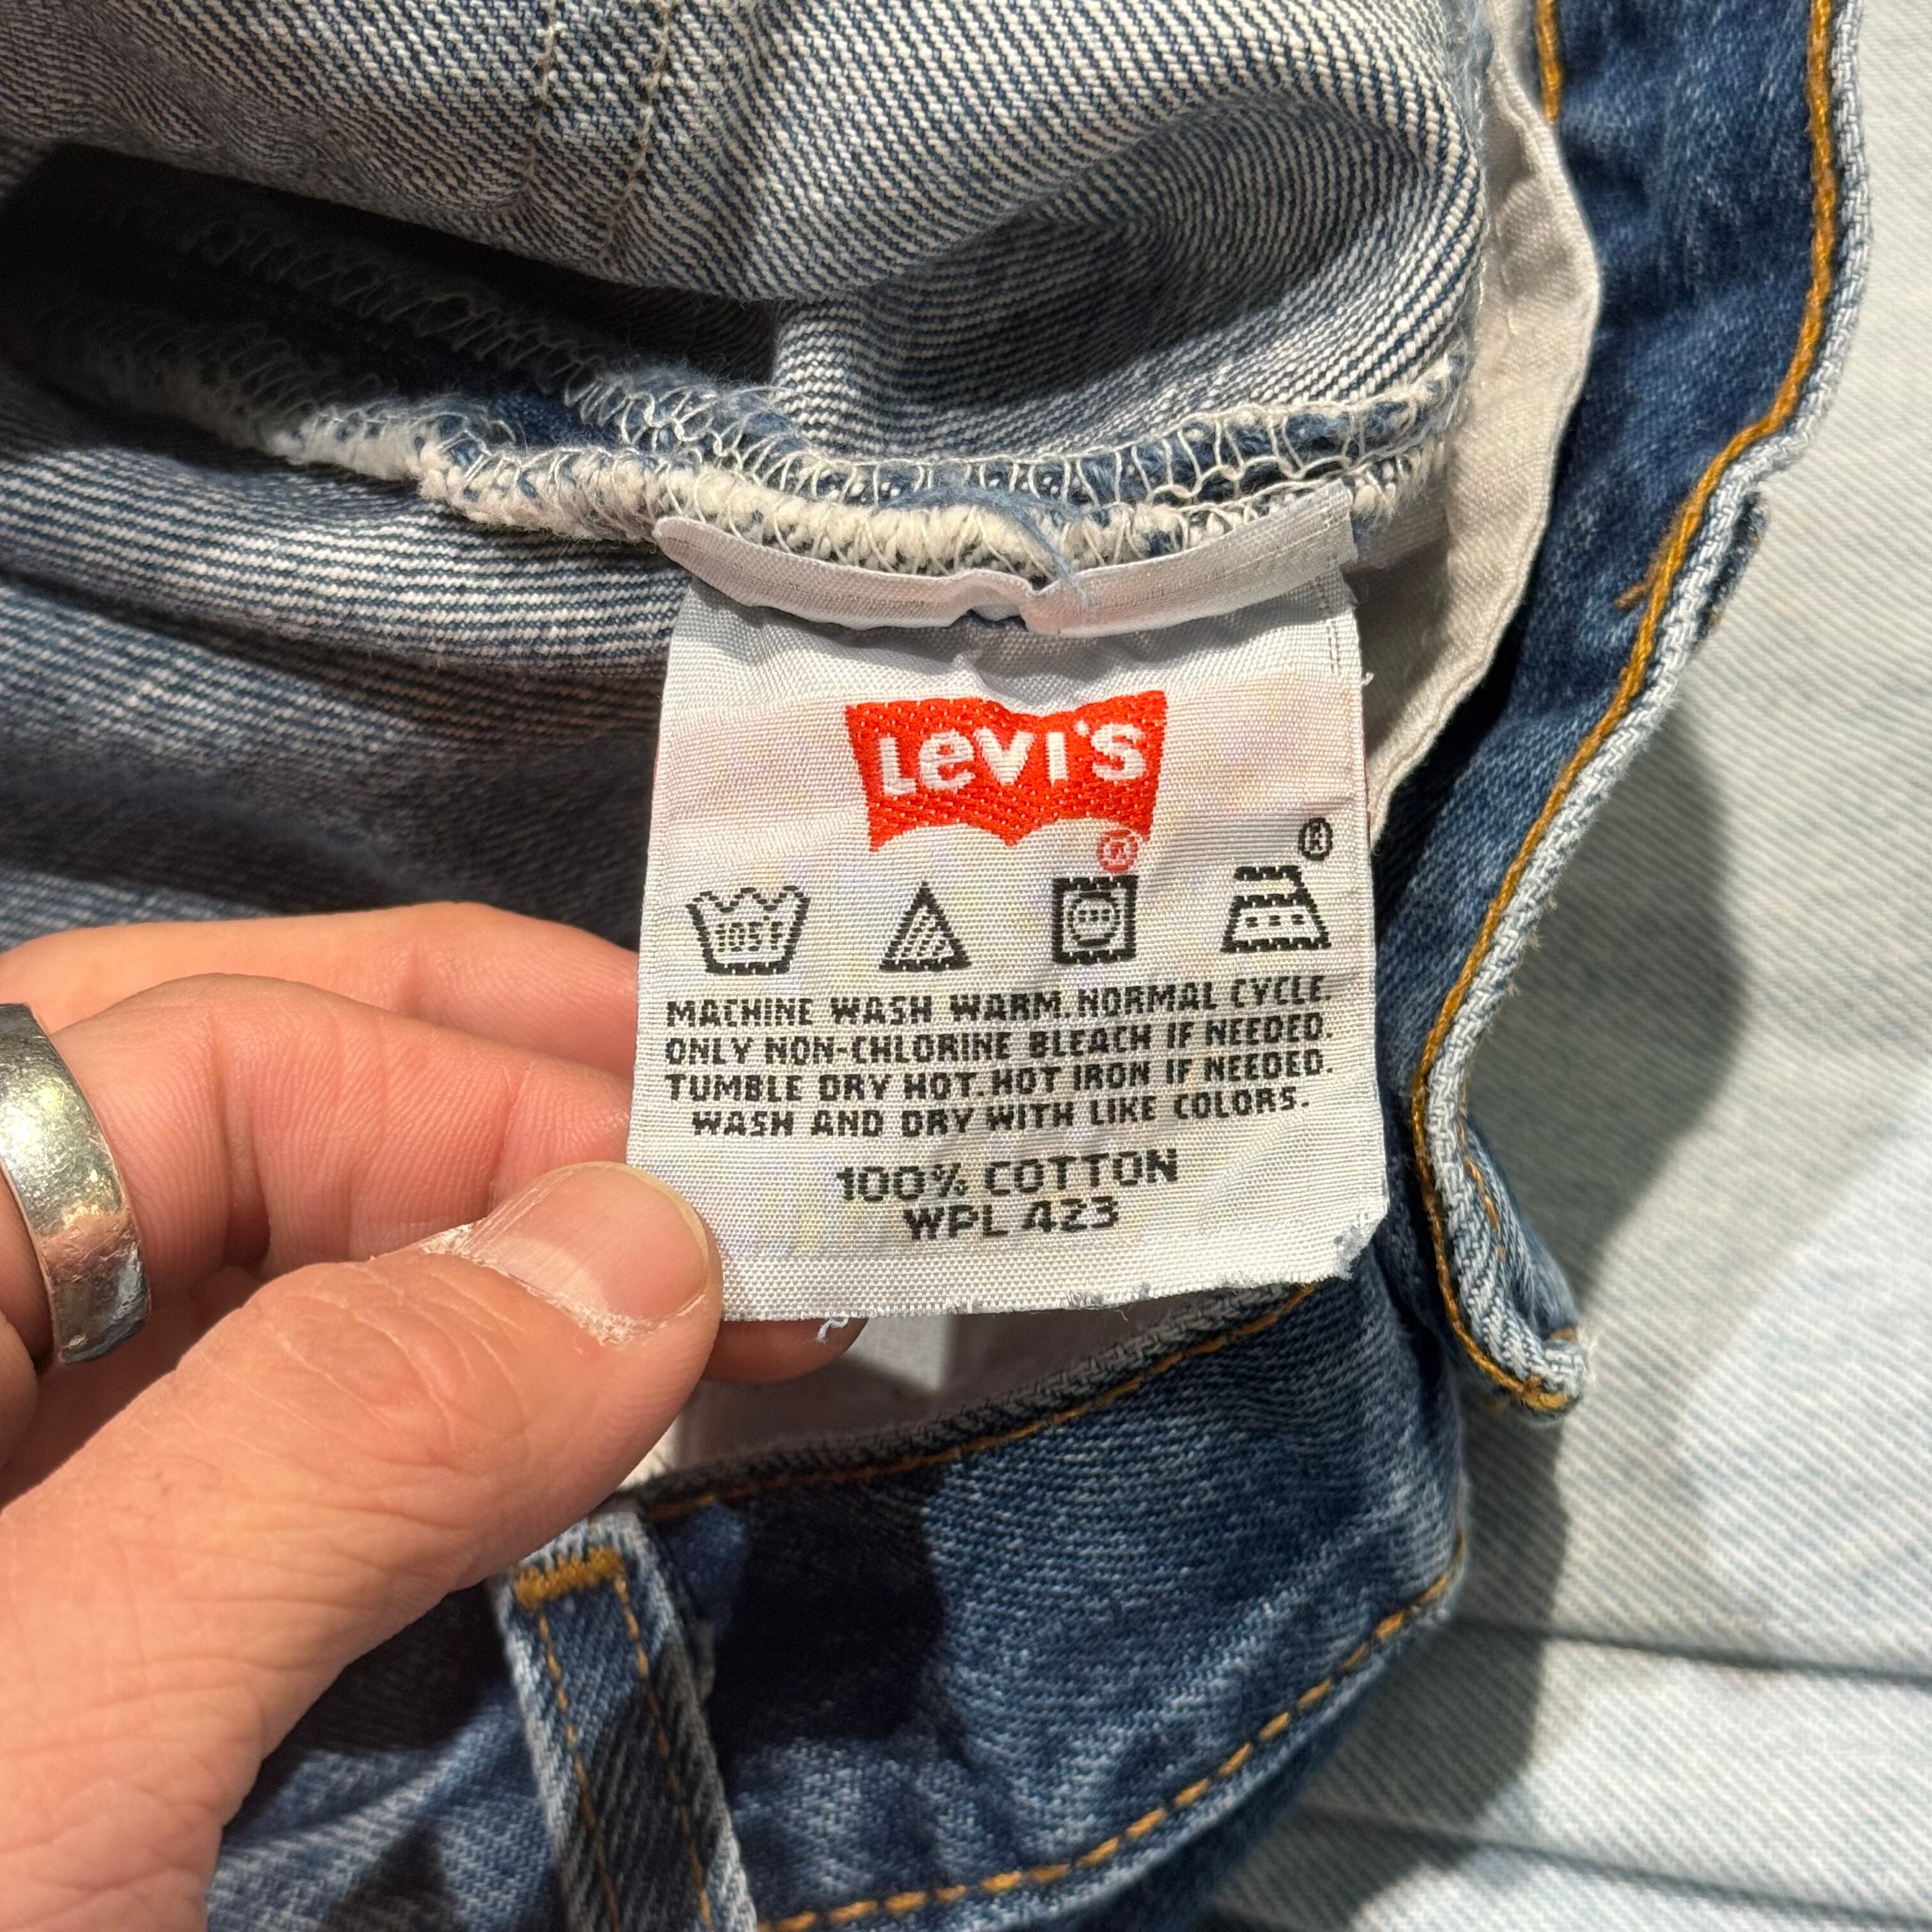 Levi's
®
®
105F
MACHINE WASH WARM. NORMAL CYCLE.
ONLY NON-CHLORINE BLEACH IF NEEDED.
TUMBLE DRY HOT. HOT IRON IF NEEDED.
WASH AND DRY WITH LIKE COLORS.
100% COTTON
WPL 423